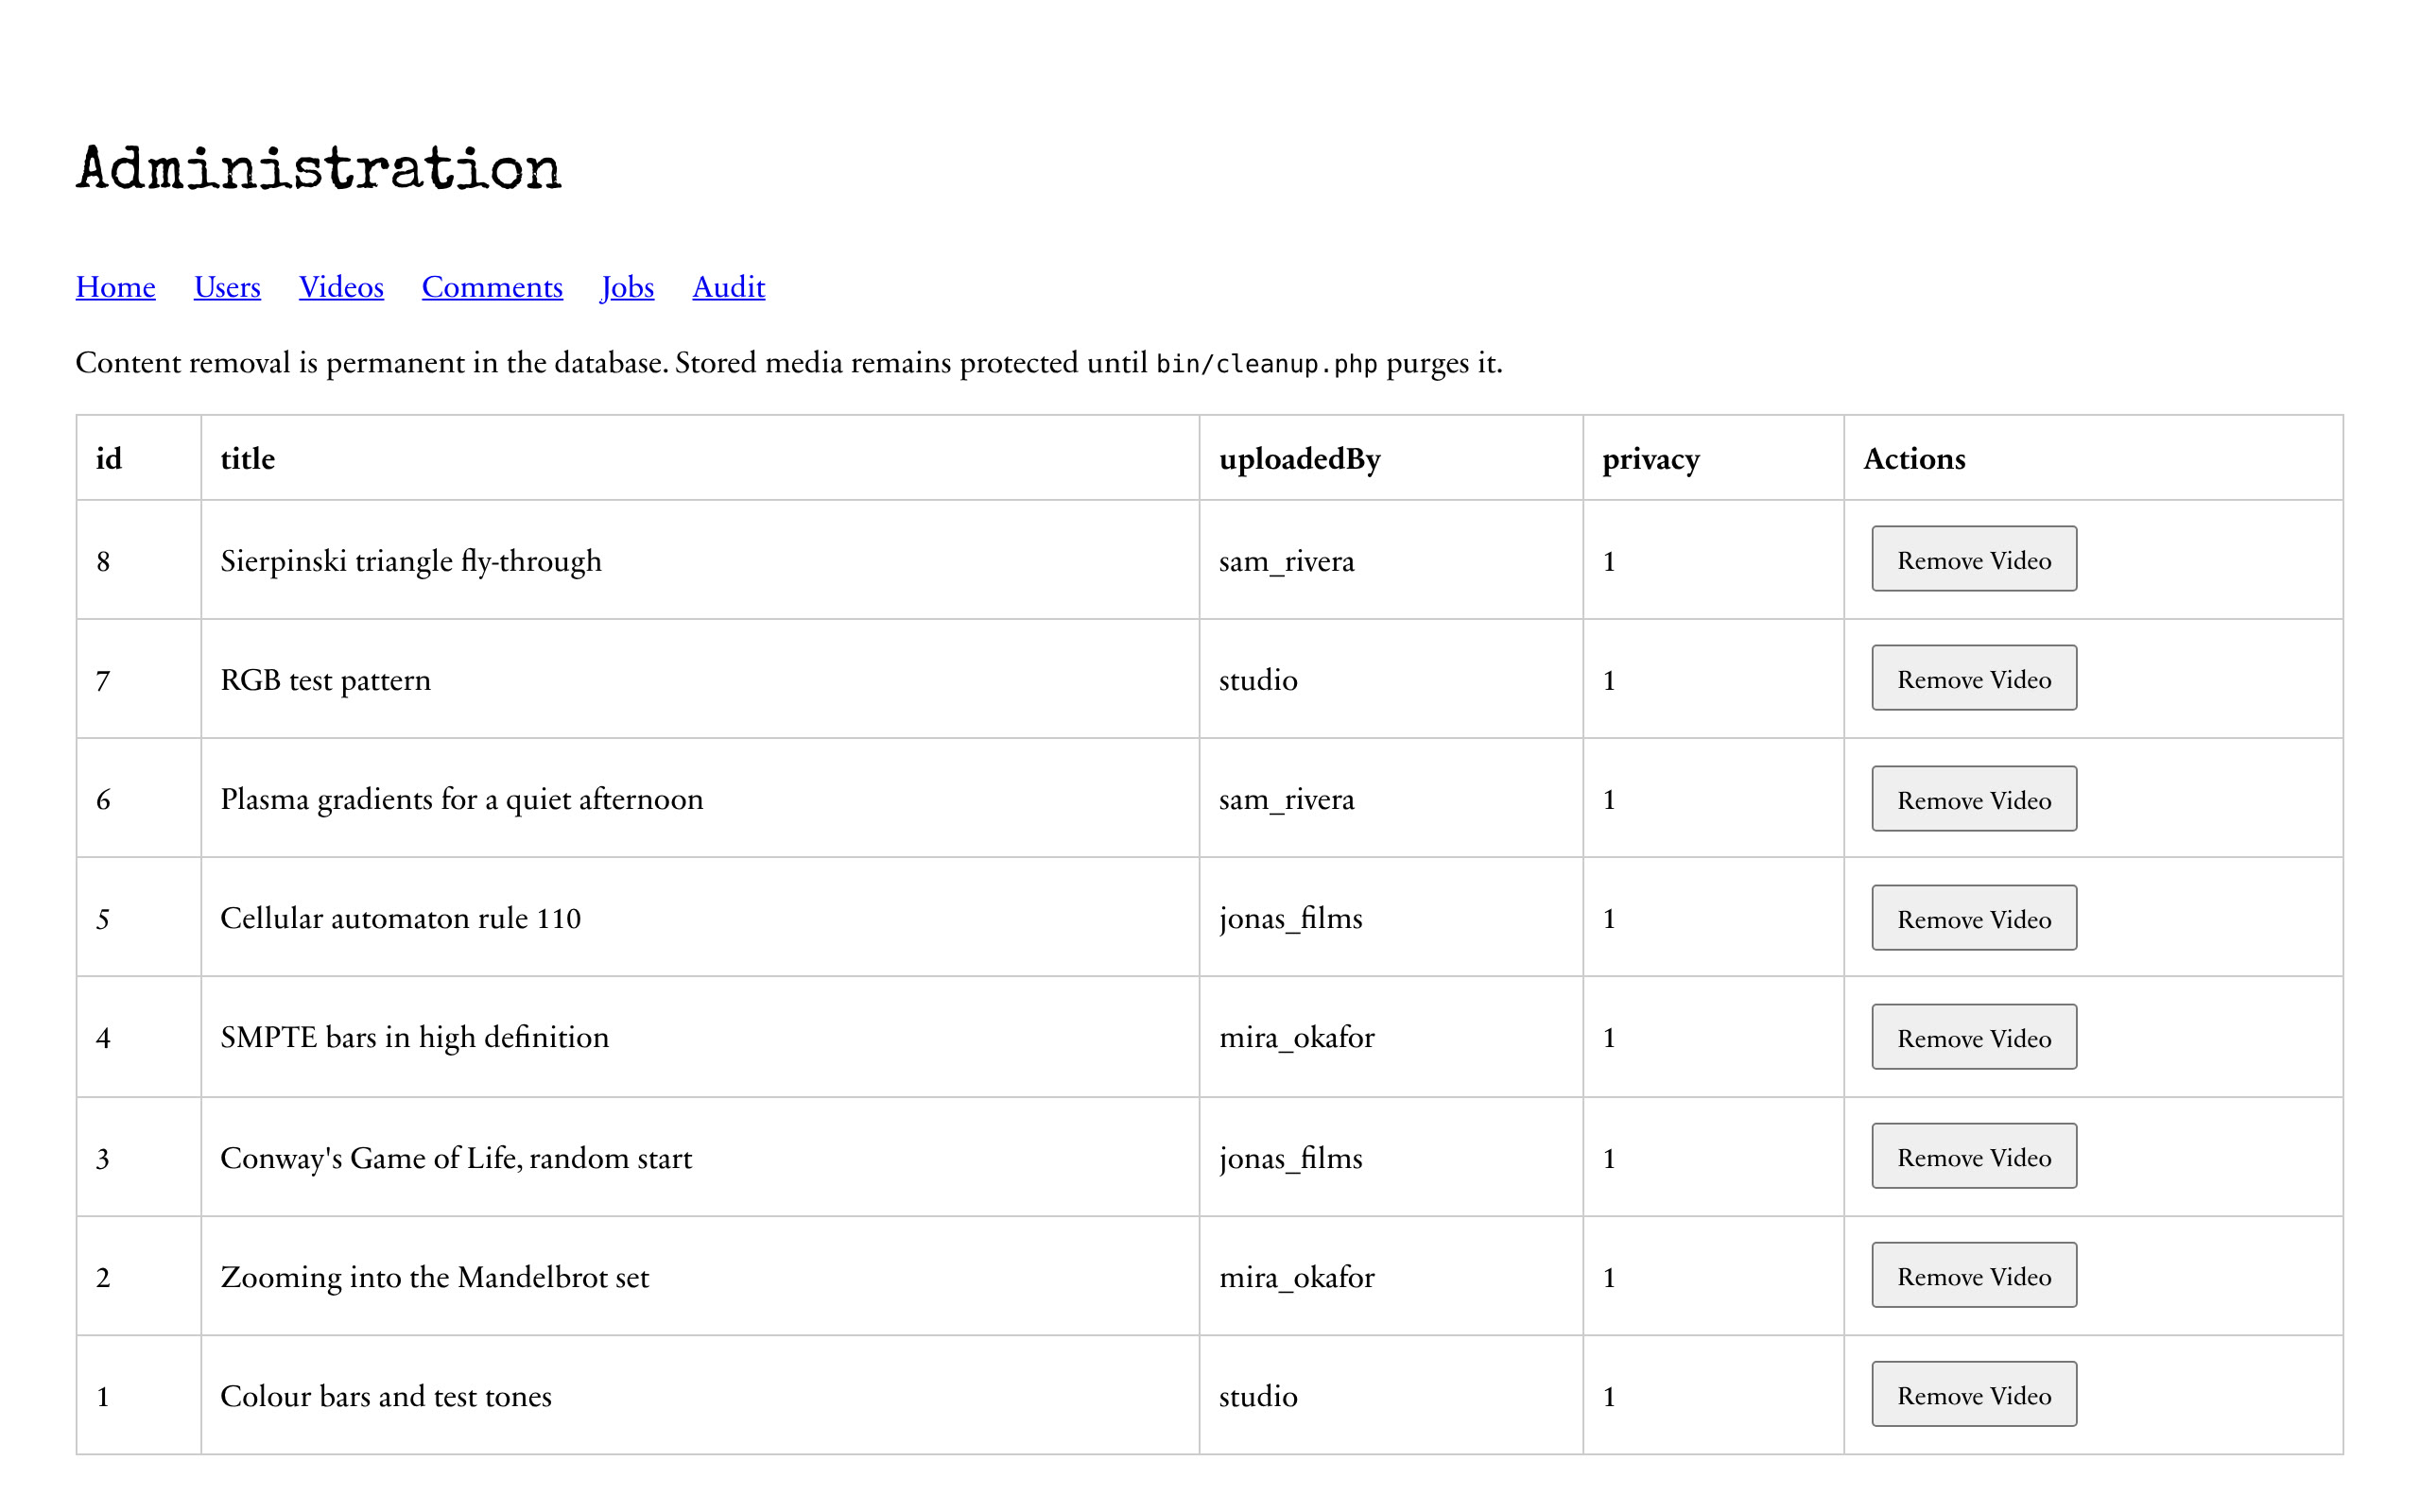 Administration
Home Users Videos Comments Jobs Audit
Content removal is permanent in the database. Stored media remains protected until bin/cleanup.php purges it.
id title uploadedBy privacy Actions
8 Sierpinski triangle fly-through sam_rivera 1 Remove Video
7 RGB test pattern studio 1 Remove Video
6 Plasma gradients for a quiet afternoon sam_rivera 1 Remove Video
5 Cellular automaton rule 110 jonas_films 1 Remove Video
4 SMPTE bars in high definition mira_okafor 1 Remove Video
3 Conway's Game of Life, random start jonas_films 1 Remove Video
2 Zooming into the Mandelbrot set mira_okafor 1 Remove Video
1 Colour bars and test tones studio 1 Remove Video